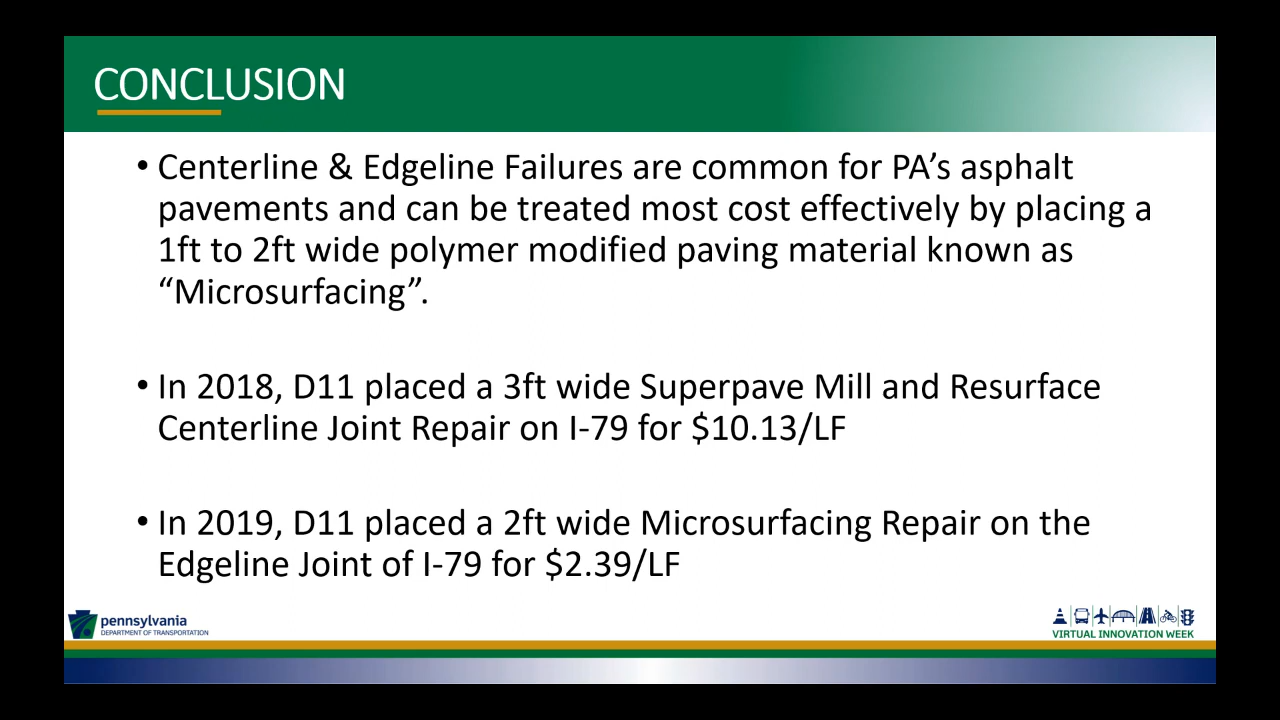 CONCLUSION
• Centerline & Edgeline Failures are common for PA’s asphalt
pavements and can be treated most cost effectively by placing a
1ft to 2ft wide polymer modified paving material known as
“Microsurfacing”.
• In 2018, D11 placed a 3ft wide Superpave Mill and Resurface
Centerline Joint Repair on I-79 for $10.13/LF
• In 2019, D11 placed a 2ft wide Microsurfacing Repair on the
Edgeline Joint of I-79 for $2.39/LF
pennsylvania
DEPARTMENT OF TRANSPORTATION
VIRTUAL INNOVATION WEEK